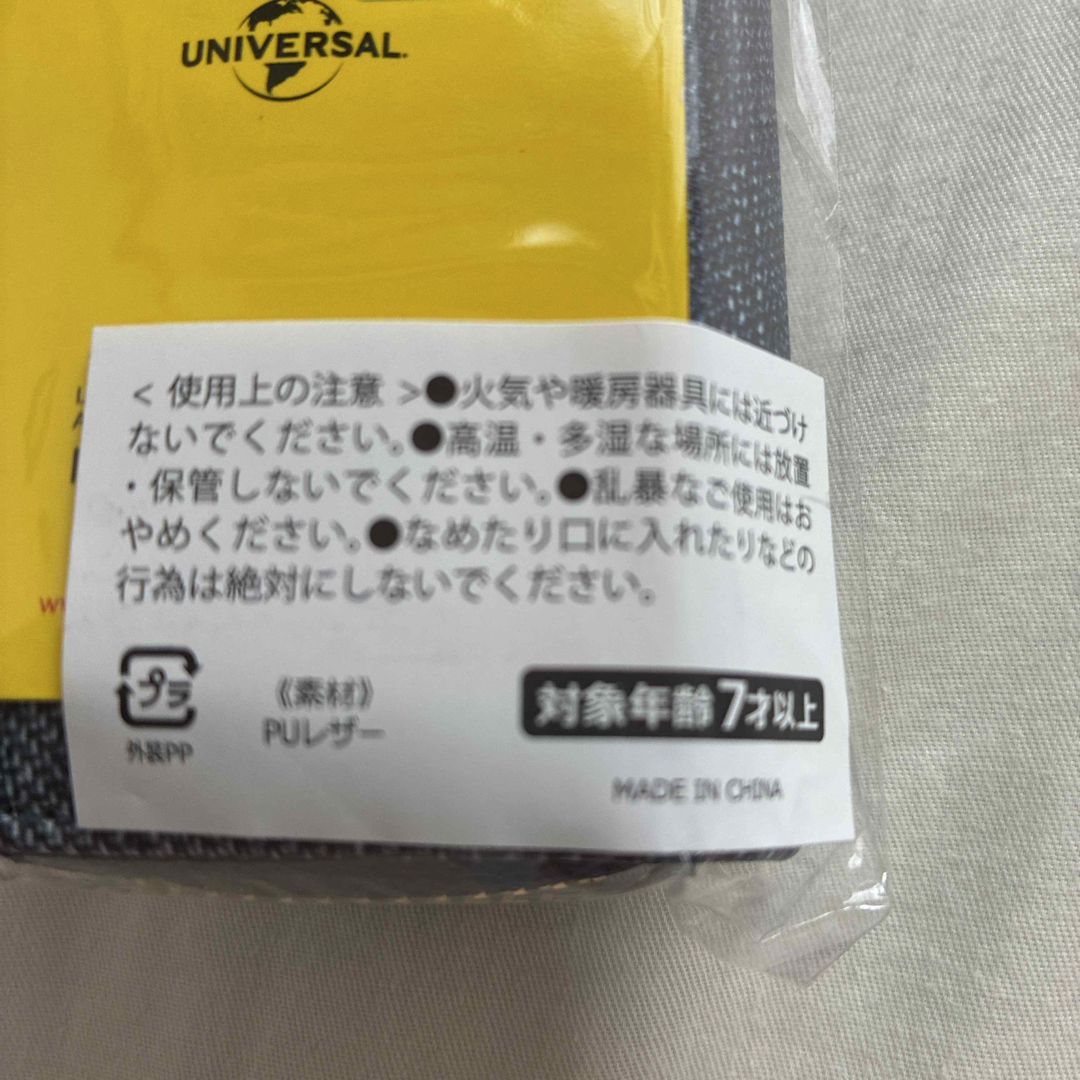 UNIVERSAL
< 使用上の注意 >●火気や暖房器具には近づけ
ないでください。●高温・多湿な場所には放置
・保管しないでください。●乱暴なご使用はお
やめください。●なめたり口に入れたりなどの
行為は絶対にしないでください。
プラ
外装PP
《素材》
PUレザー
対象年齢7才以上
MADE IN CHINA